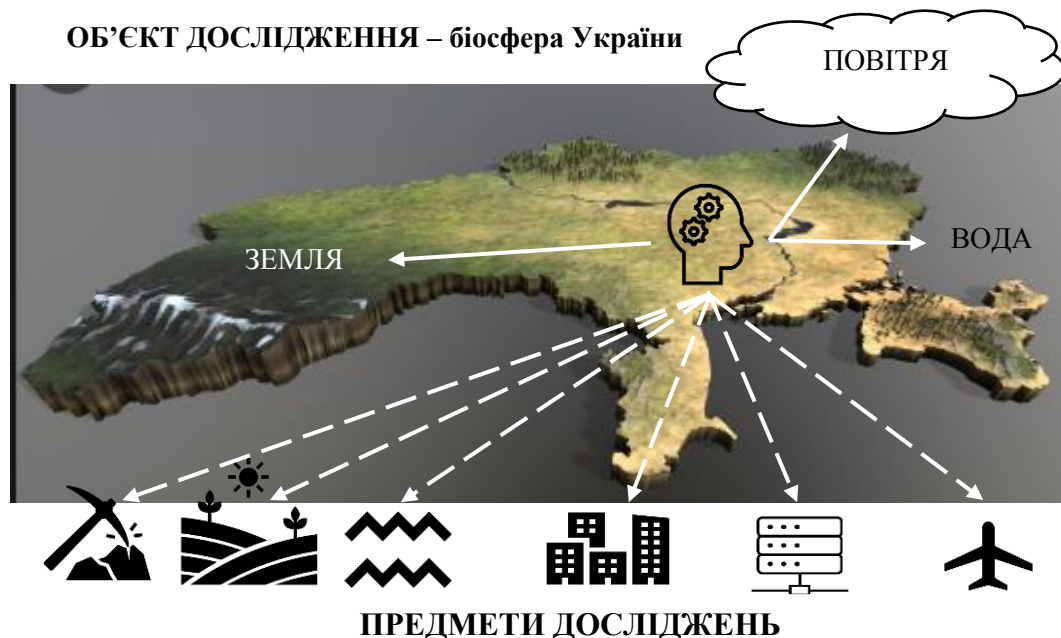 ОБ’ЄКТ ДОСЛІДЖЕННЯ – біосфера України
ПОВІТРЯ
ЗЕМЛЯ
ВОДА
ПРЕДМЕТИ ДОСЛІДЖЕНЬ